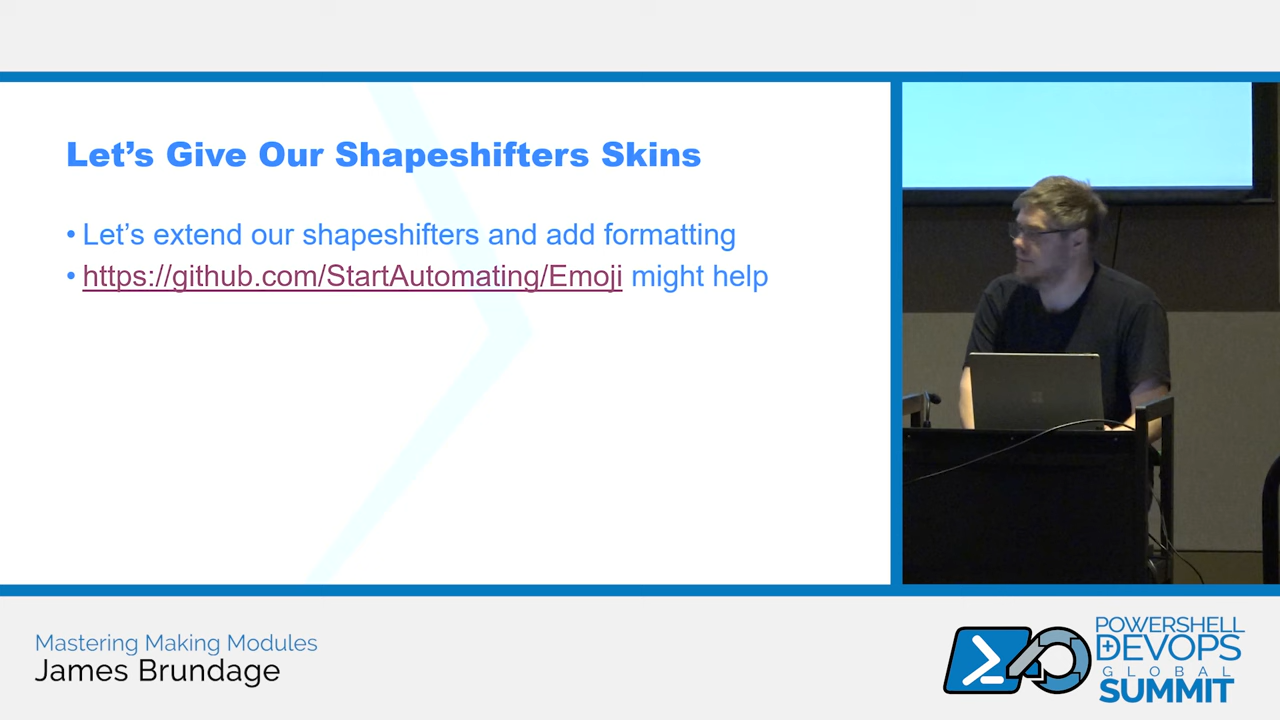 Let’s Give Our Shapeshifters Skins
• Let’s extend our shapeshifters and add formatting
• https://github.com/StartAutomating/Emoji might help
Mastering Making Modules
James Brundage
POWERSHELL
DEVOPS
GLOBAL
SUMMIT